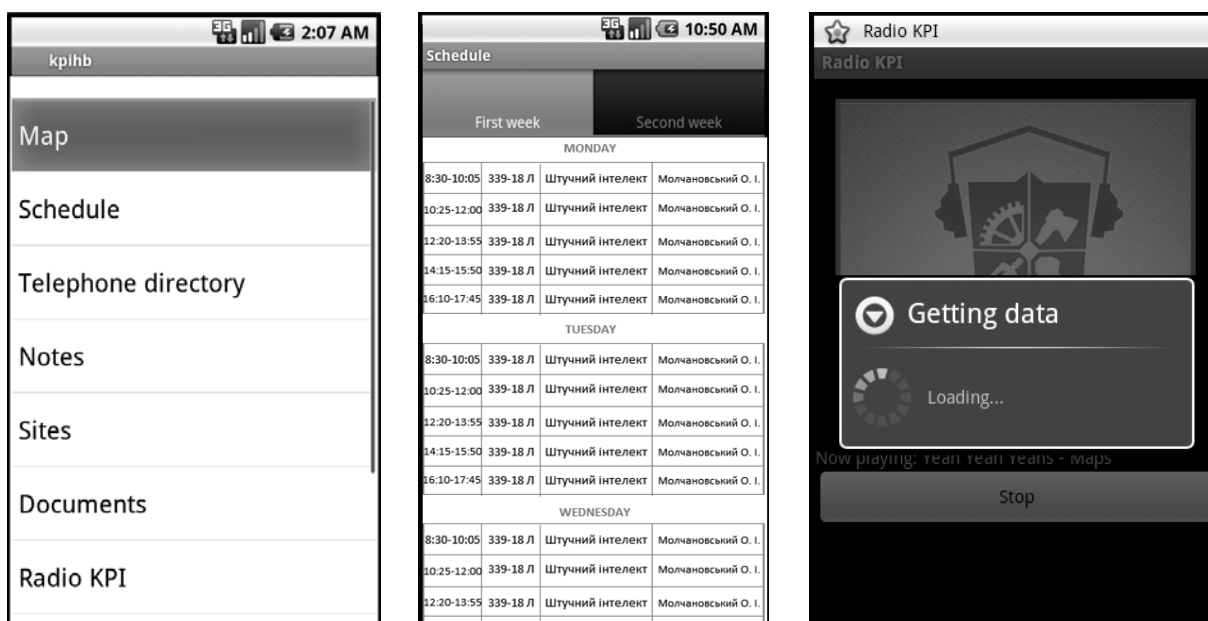 3G 2:07 AM
kpihb
Map
Schedule
Telephone directory
Notes
Sites
Documents
Radio KPI
3G 10:50 AM
Schedule
First week Second week
MONDAY
8:30-10:05 339-18 Л Штучний інтелект Молчановський О. І.
10:25-12:00 339-18 Л Штучний інтелект Молчановський О. І.
12:20-13:55 339-18 Л Штучний інтелект Молчановський О. І.
14:15-15:50 339-18 Л Штучний інтелект Молчановський О. І.
16:10-17:45 339-18 Л Штучний інтелект Молчановський О. І.
TUESDAY
8:30-10:05 339-18 Л Штучний інтелект Молчановський О. І.
10:25-12:00 339-18 Л Штучний інтелект Молчановський О. І.
12:20-13:55 339-18 Л Штучний інтелект Молчановський О. І.
14:15-15:50 339-18 Л Штучний інтелект Молчановський О. І.
16:10-17:45 339-18 Л Штучний інтелект Молчановський О. І.
WEDNESDAY
8:30-10:05 339-18 Л Штучний інтелект Молчановський О. І.
10:25-12:00 339-18 Л Штучний інтелект Молчановський О. І.
12:20-13:55 339-18 Л Штучний інтелект Молчановський О. І.
Radio KPI
Radio KPI
Getting data
Loading...
Now playing: Yeah Yeah Yeahs - Maps
Stop